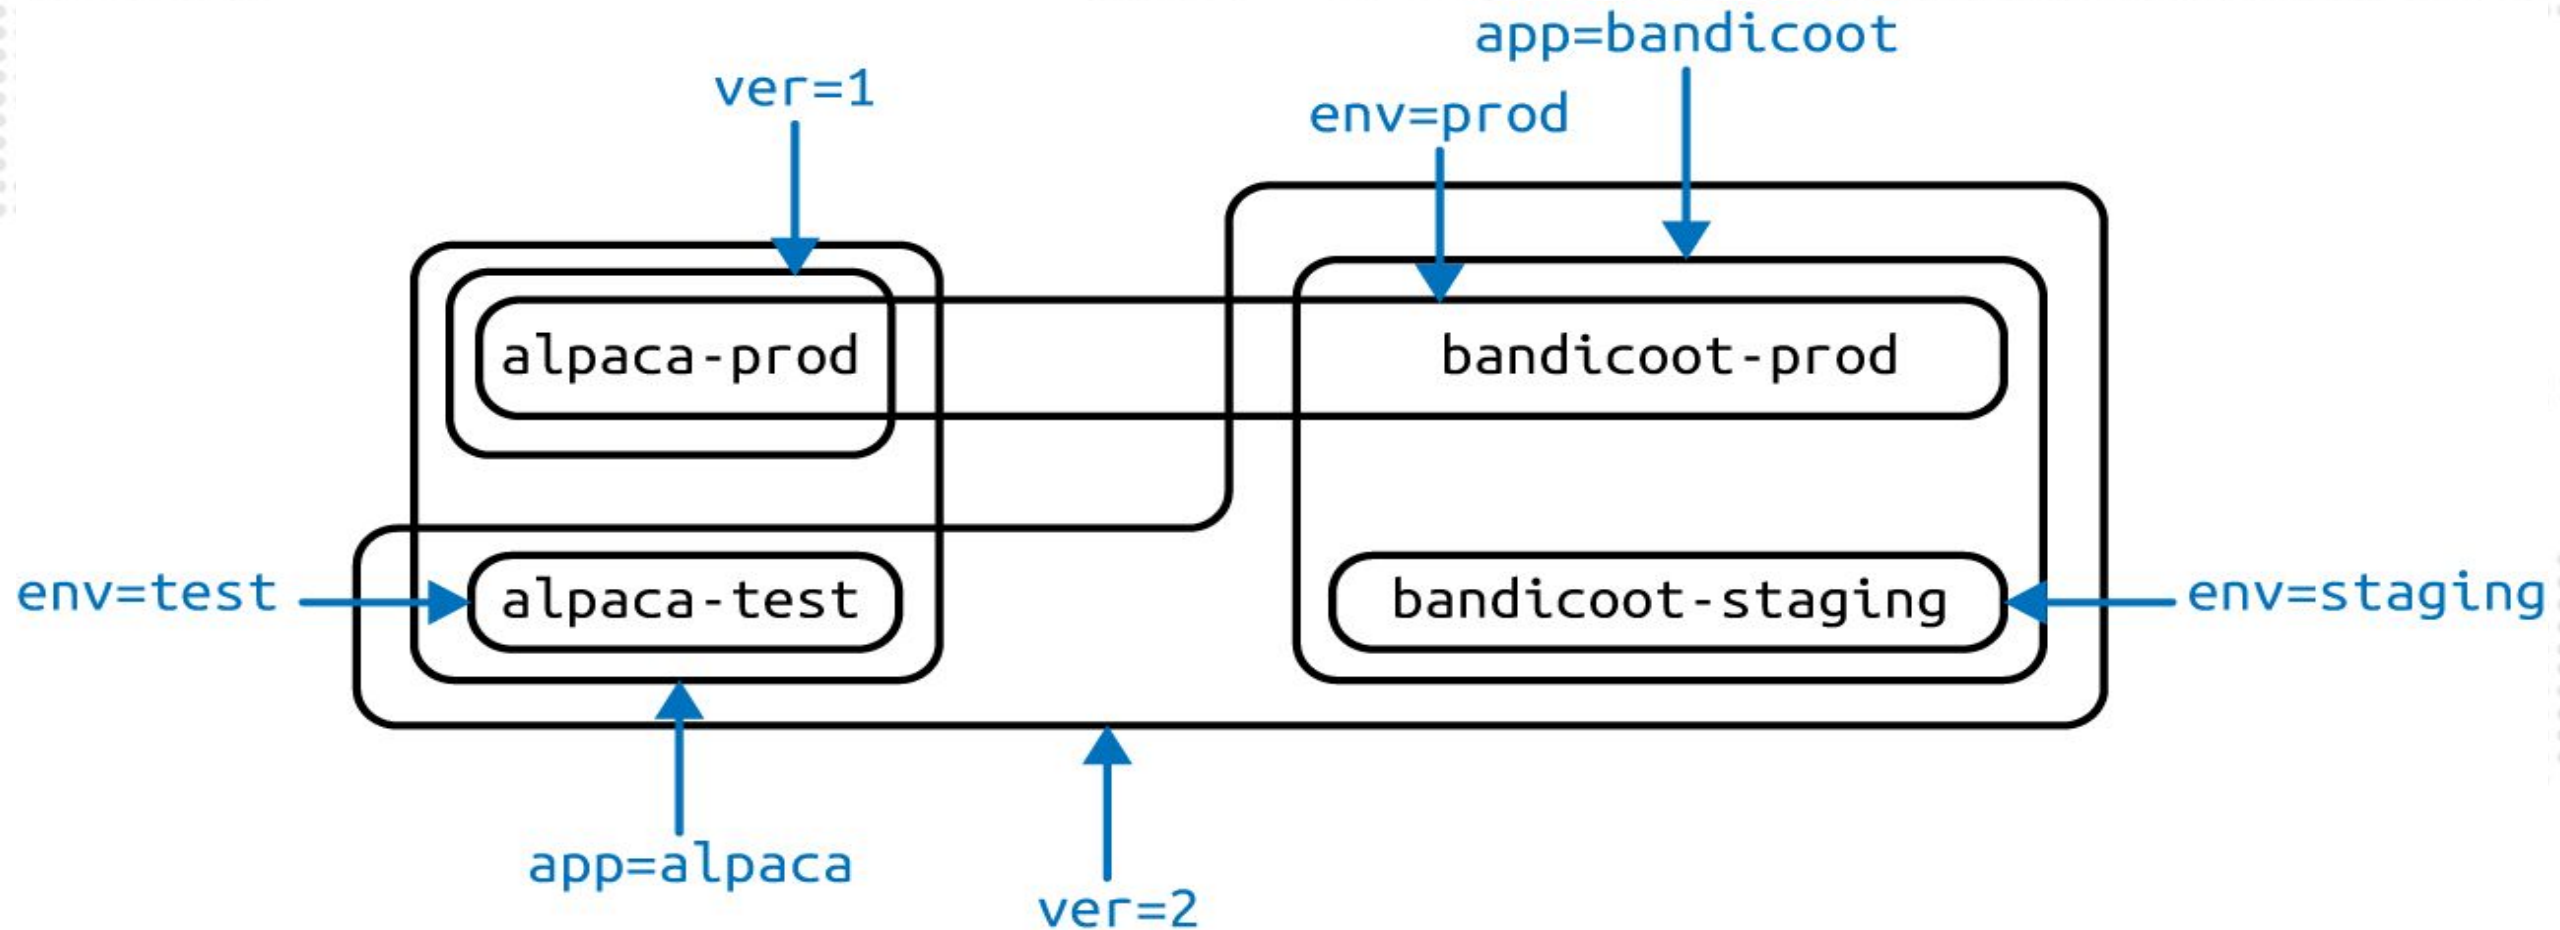 app=bandicoot
ver=1
env=prod
alpaca-prod
bandicoot-prod
env=test
alpaca-test
bandicoot-staging
env=staging
app=alpaca
ver=2